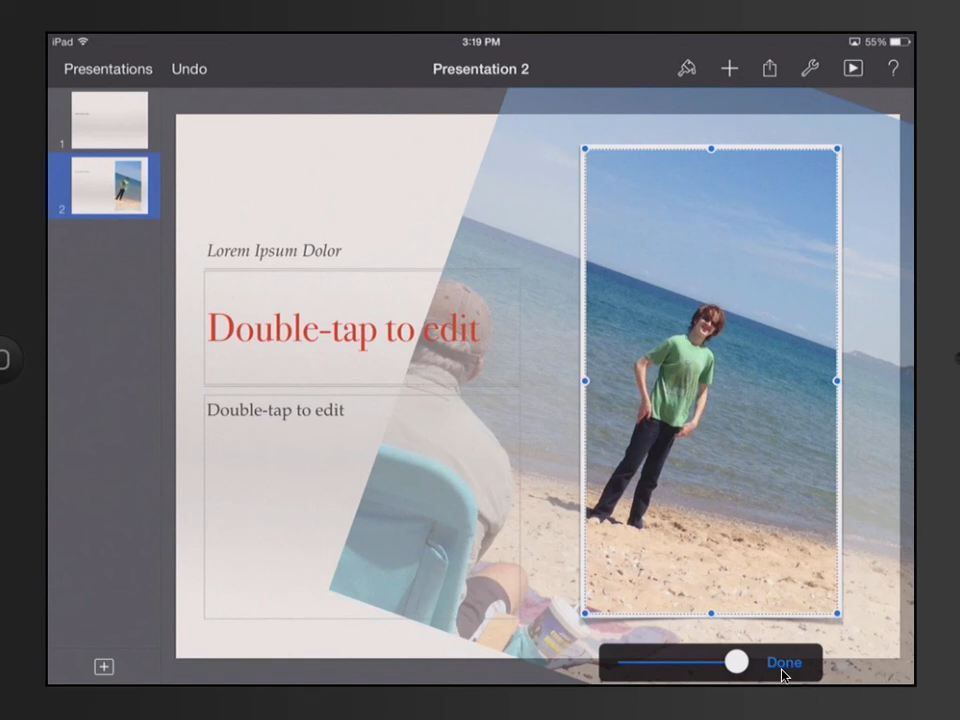 iPad 3:19 PM 55%
Presentations Undo Presentation 2 ?
1
2
Lorem Ipsum Dolor
Double-tap to edit
Double-tap to edit
Done